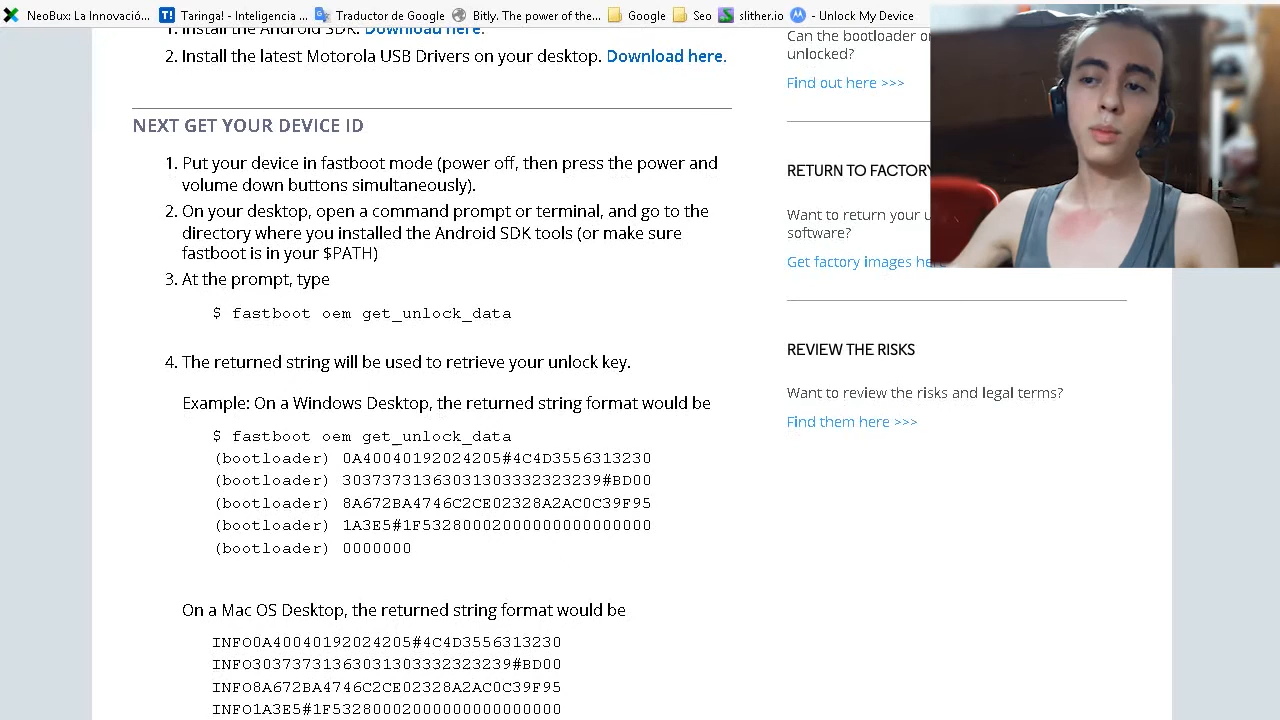 NeoBux: La Innovació... Taringa! - Inteligencia ... Traductor de Google Bitly. The power of the... Google Seo slither.io - Unlock My Device
1. Install the Android SDK. Download here.
2. Install the latest Motorola USB Drivers on your desktop. Download here.
NEXT GET YOUR DEVICE ID
1. Put your device in fastboot mode (power off, then press the power and
volume down buttons simultaneously).
2. On your desktop, open a command prompt or terminal, and go to the
directory where you installed the Android SDK tools (or make sure
fastboot is in your $PATH)
3. At the prompt, type
$ fastboot oem get_unlock_data
4. The returned string will be used to retrieve your unlock key.
Example: On a Windows Desktop, the returned string format would be
$ fastboot oem get_unlock_data
(bootloader) 0A40040192024205#4C4D3556313230
(bootloader) 30373731363031303332323239#BD00
(bootloader) 8A672BA4746C2CE02328A2AC0C39F95
(bootloader) 1A3E5#1F53280002000000000000000
(bootloader) 0000000
On a Mac OS Desktop, the returned string format would be
INFO0A40040192024205#4C4D3556313230
INFO30373731363031303332323239#BD00
INFO8A672BA4746C2CE02328A2AC0C39F95
INFO1A3E5#1F53280002000000000000000
Can the bootloader
unlocked?
Find out here >>>
RETURN TO FACTORY
Want to return your
software?
Get factory images here
REVIEW THE RISKS
Want to review the risks and legal terms?
Find them here >>>